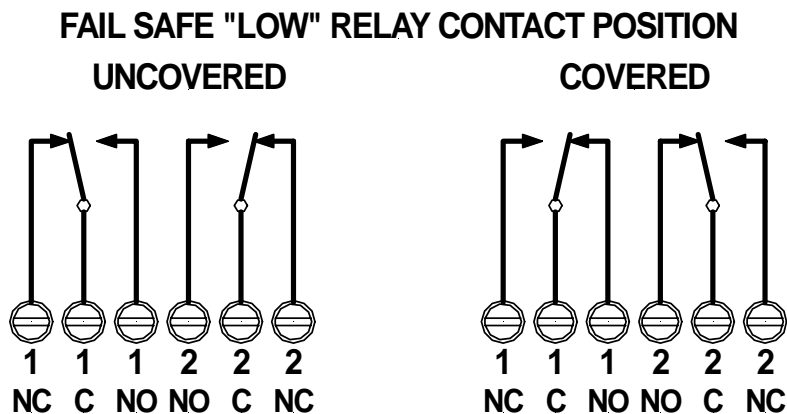 FAIL SAFE "LOW" RELAY CONTACT POSITION
UNCOVERED COVERED
1 1 1 2 2 2 1 1 1 2 2 2
NC C NO NO C NC NC C NO NO C NC